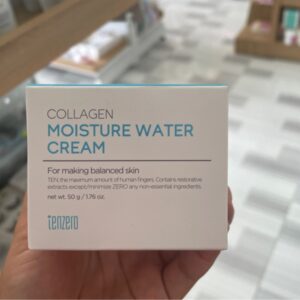 COLLAGEN
MOISTURE WATER
CREAM
For making balanced skin
TEN, the maximum amount of human fingers. Contains restorative
extracts except/minimize ZERO any non-essential ingredients.
net wt. 50 g / 1.76 oz.
tenzero